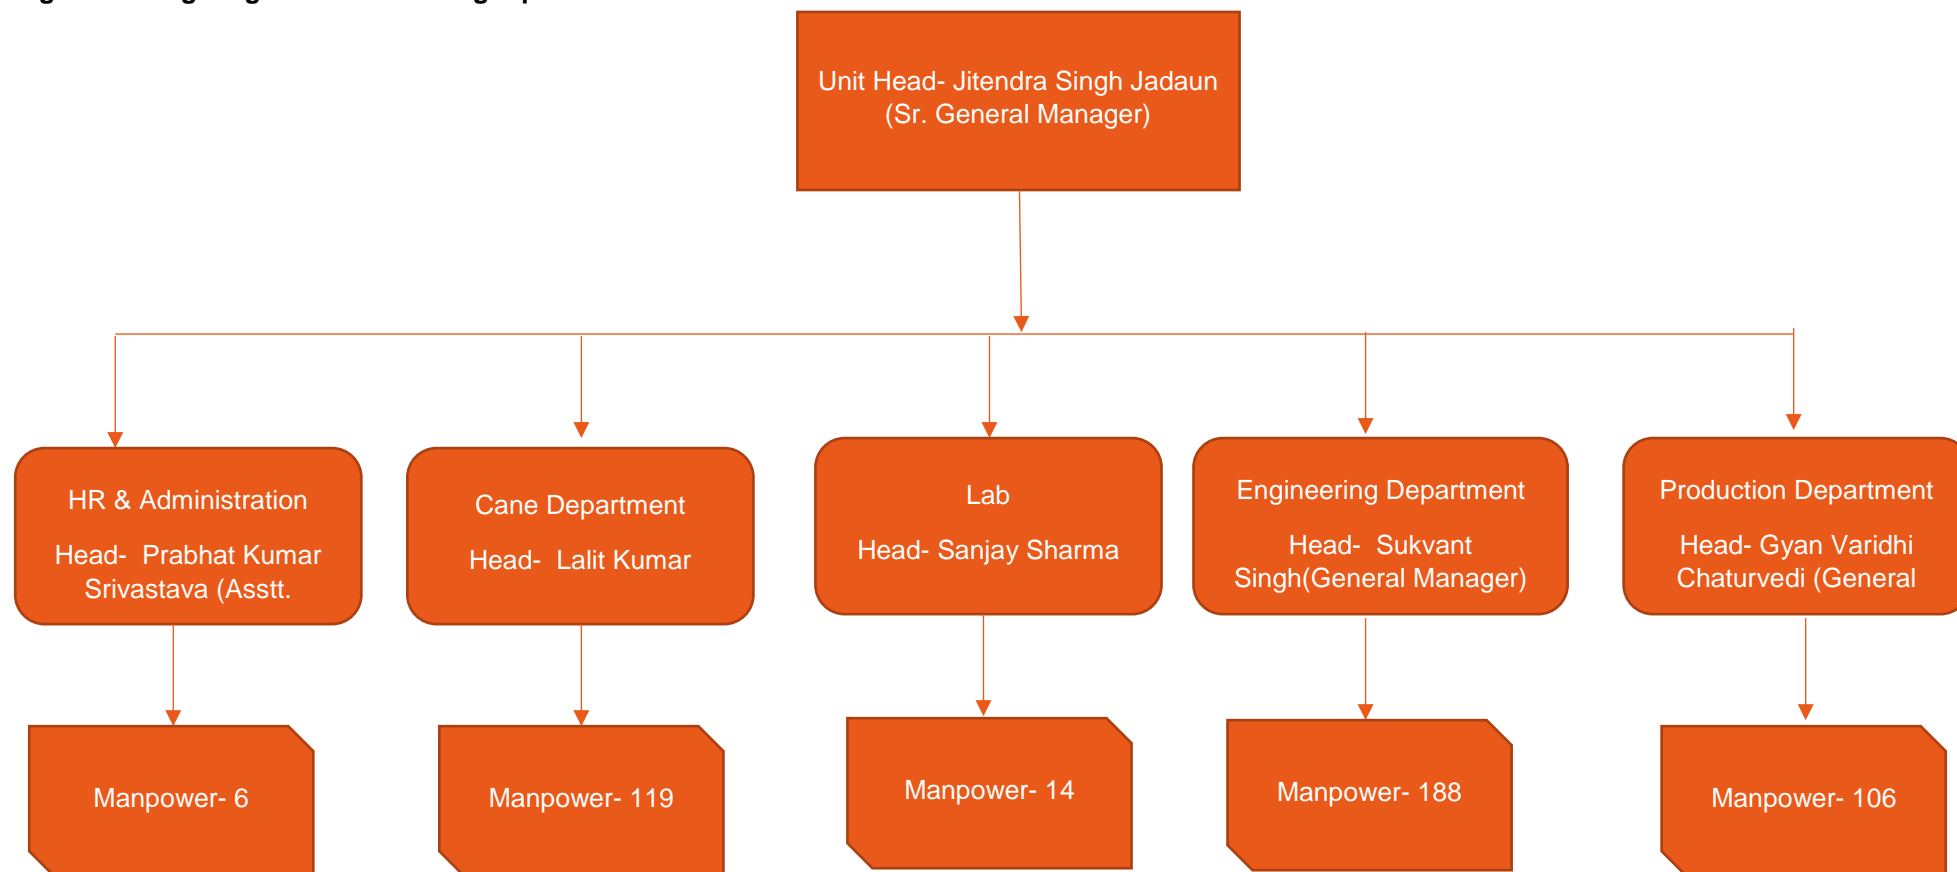 Unit Head- Jitendra Singh Jadaun
(Sr. General Manager)
HR & Administration
Head- Prabhat Kumar
Srivastava (Asstt.
Cane Department
Head- Lalit Kumar
Lab
Head- Sanjay Sharma
Engineering Department
Head- Sukvant
Singh(General Manager)
Production Department
Head- Gyan Varidhi
Chaturvedi (General
Manpower- 6
Manpower- 119
Manpower- 14
Manpower- 188
Manpower- 106